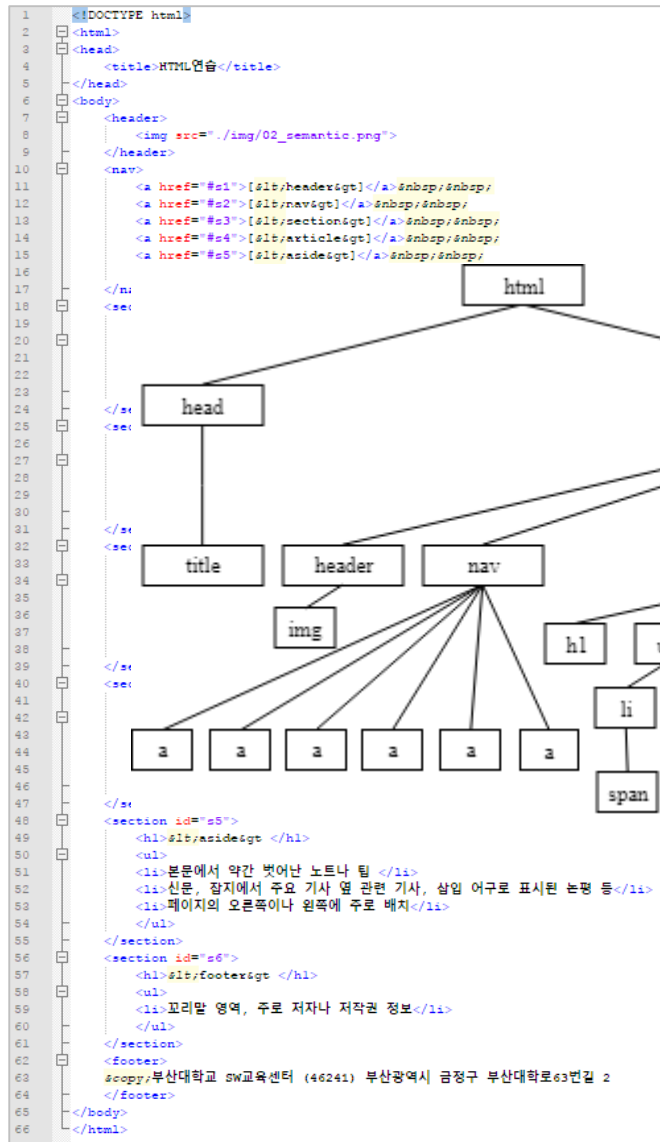 1 <!DOCTYPE html>
2 <html>
3 <head>
4 <title>HTML연습</title>
5 </head>
6 <body>
7 <header>
8 <img src="./img/02_semantic.png">
9 </header>
10 <nav>
11 <a href="#s1">[&lt;header&gt]</a>&nbsp;&nbsp;
12 <a href="#s2">[&lt;nav&gt]</a>&nbsp;&nbsp;
13 <a href="#s3">[&lt;section&gt]</a>&nbsp;&nbsp;
14 <a href="#s4">[&lt;article&gt]</a>&nbsp;&nbsp;
15 <a href="#s5">[&lt;aside&gt]</a>&nbsp;&nbsp;
16
17 </na
18 <sec
19
20
21
22
23
24 </se
25 <sec
26
27
28
29
30
31 </se
32 <sec
33
34
35
36
37
38
39 </se
40 <sec
41
42
43
44
45
46
47 </se
48 <section id="s5">
49 <h1>&lt;aside&gt </h1>
50 <ul>
51 <li>본문에서 약간 벗어난 노트나 팁 </li>
52 <li>신문, 잡지에서 주요 기사 옆 관련 기사, 삽입 어구로 표시된 논평 등</li>
53 <li>페이지의 오른쪽이나 왼쪽에 주로 배치</li>
54 </ul>
55 </section>
56 <section id="s6">
57 <h1>&lt;footer&gt </h1>
58 <ul>
59 <li>꼬리말 영역, 주로 저자나 저작권 정보</li>
60 </ul>
61 </section>
62 <footer>
63 &copy;부산대학교 SW교육센터 (46241) 부산광역시 금정구 부산대학로63번길 2
64 </footer>
65 </body>
66 </html>
html
head
title header nav
img h1
li
a a a a a a
span